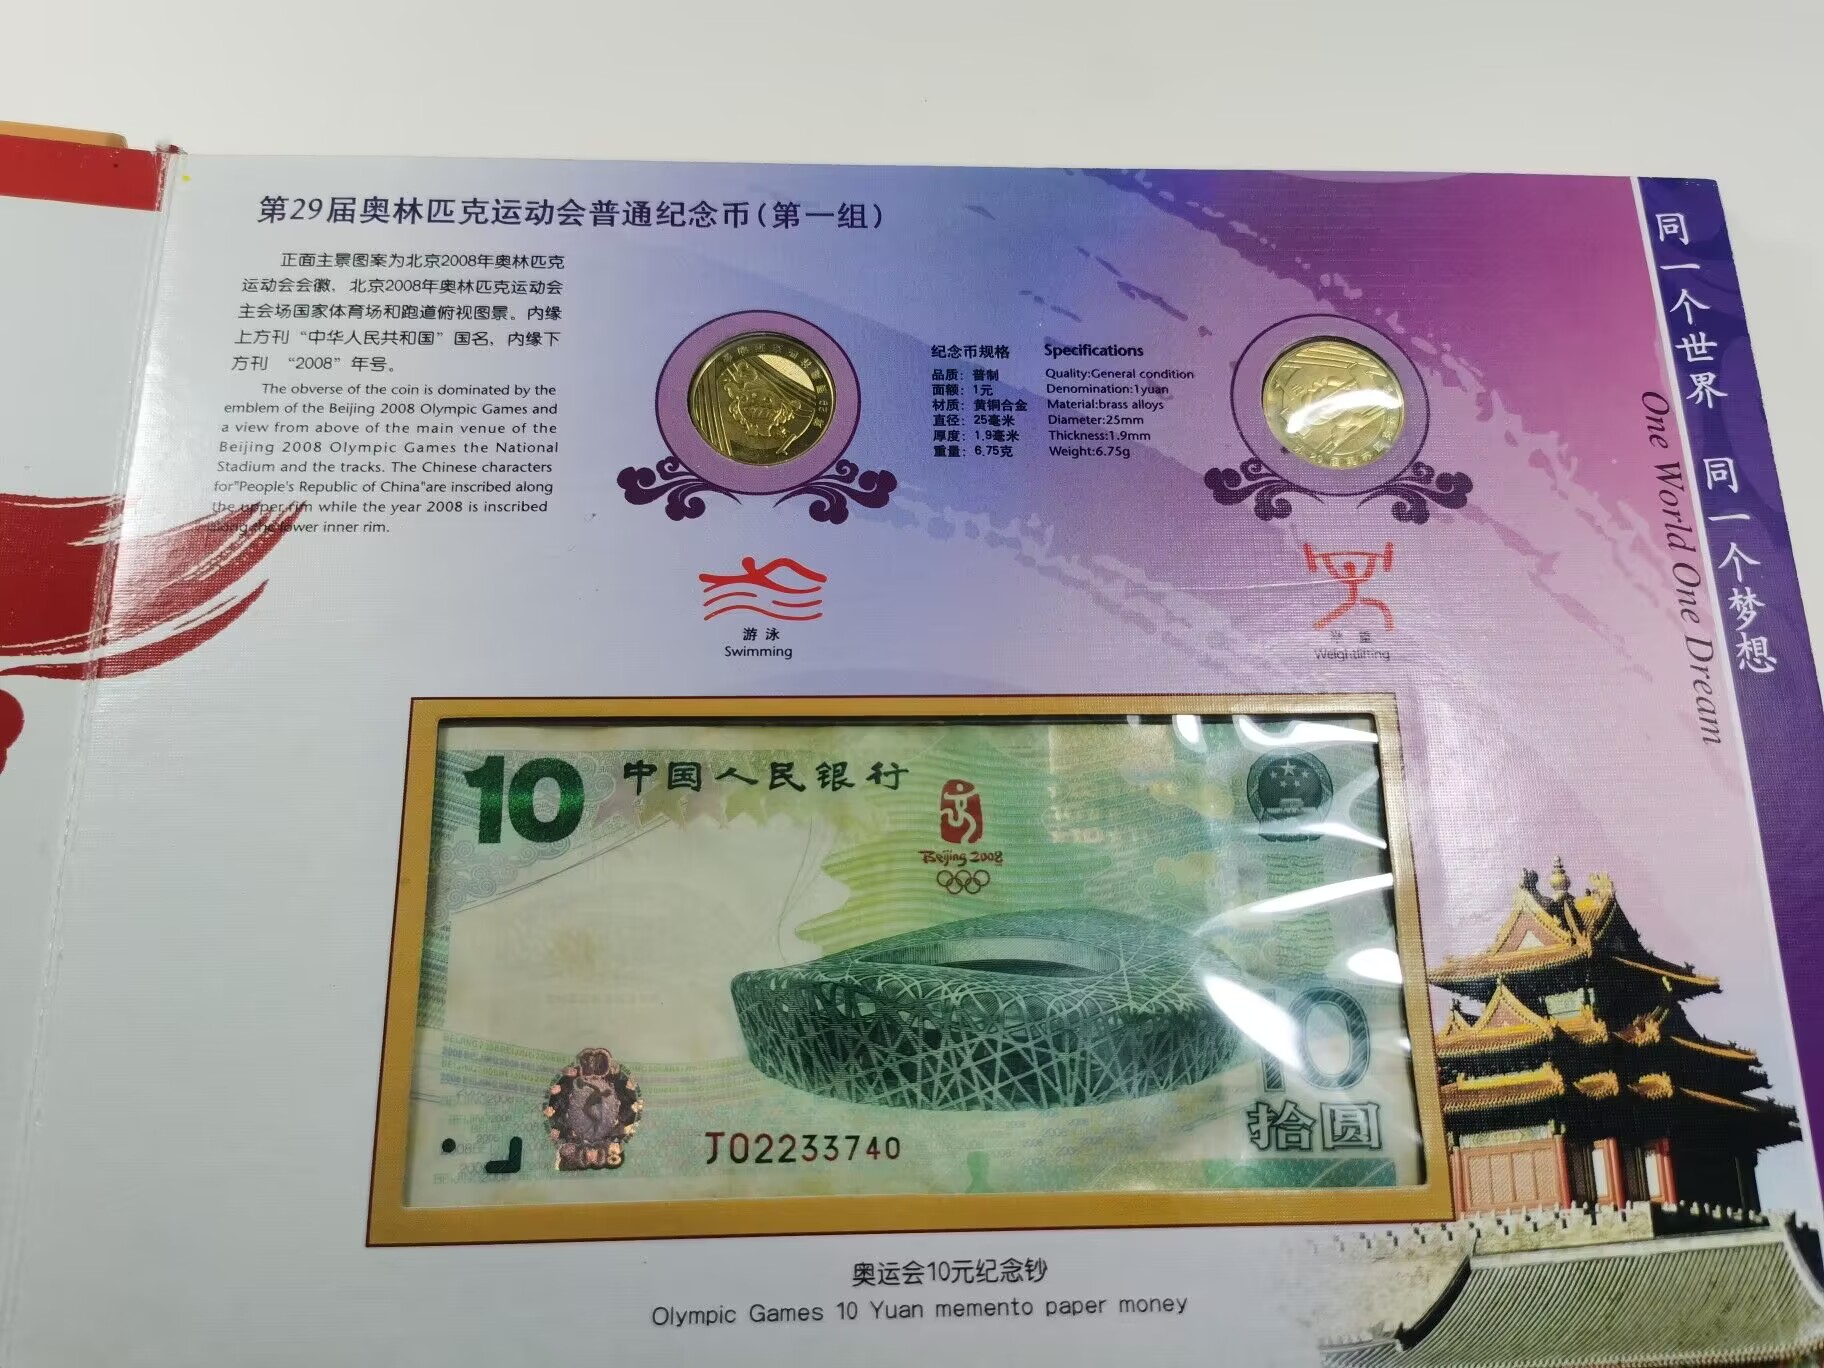 第29届奥林匹克运动会普通纪念币(第一组)
正面主景图案为北京2008年奥林匹克
运动会会徽、北京2008年奥林匹克运动会
主会场国家体育场和跑道俯视图景。内缘
上方刊“中华人民共和国”国名、内缘下
方刊 “2008”年号。
The obverse of the coin is dominated by the
emblem of the Beijing 2008 Olympic Games and
a view from above of the main venue of the
Beijing 2008 Olympic Games the National
Stadium and the tracks. The Chinese characters
for"People's Republic of China"are inscribed along
the upper rim while the year 2008 is inscribed
along the lower inner rim.
纪念币规格 Specifications
品质：普制 Quality:General condition
面额：1元 Denomination:1yuan
材质：黄铜合金 Material:brass alloys
直径：25毫米 Diameter:25mm
厚度：1.9毫米 Thickness:1.9mm
重量：6.75克 Weight:6.75g
游 泳
Swimming
举 重
Weightlifting
同一个世界 同一个梦想
One World One Dream
10 中国人民银行
Beijing 2008
10
拾圆
2008
J02233740
奥运会10元纪念钞
Olympic Games 10 Yuan memento paper money